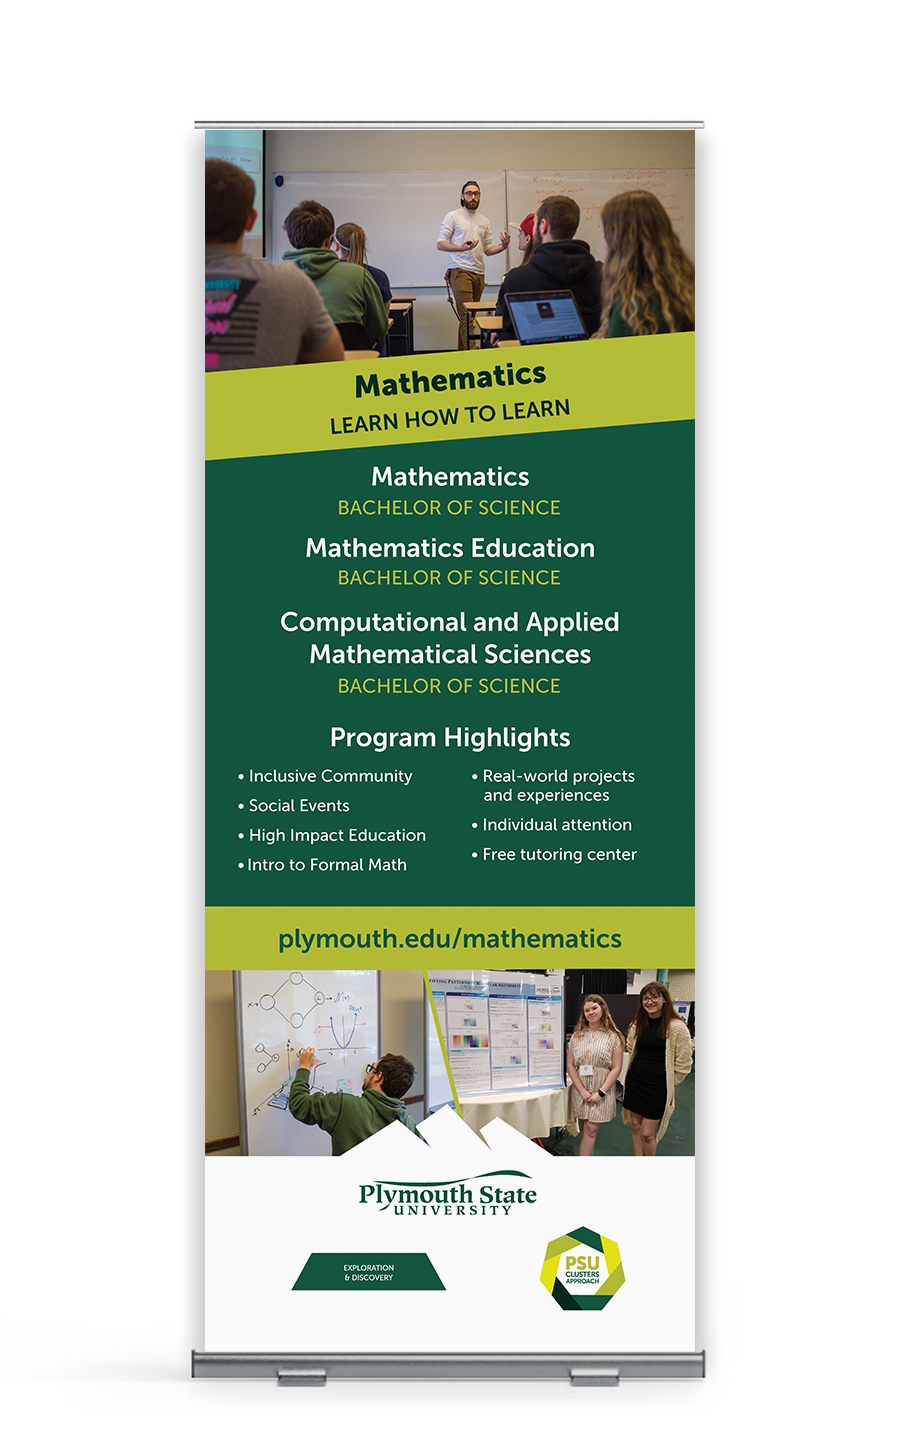 Mathematics
LEARN HOW TO LEARN
Mathematics
BACHELOR OF SCIENCE
Mathematics Education
BACHELOR OF SCIENCE
Computational and Applied
Mathematical Sciences
BACHELOR OF SCIENCE
Program Highlights
• Inclusive Community
• Social Events
• High Impact Education
• Intro to Formal Math
• Real-world projects
and experiences
• Individual attention
• Free tutoring center
plymouth.edu/mathematics
Plymouth State
UNIVERSITY
EXPLORATION
& DISCOVERY
PSU
CLUSTERS
APPROACH